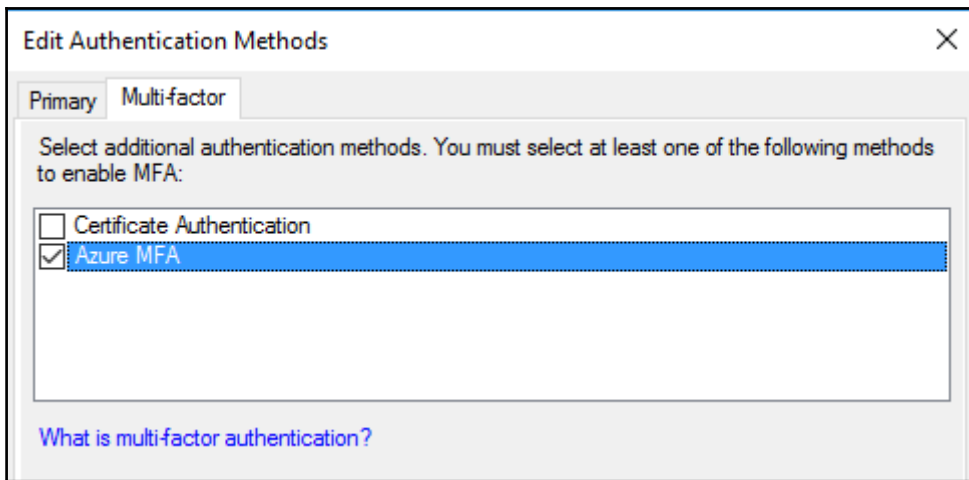 Edit Authentication Methods
Primary Multi-factor
Select additional authentication methods. You must select at least one of the following methods
to enable MFA:
Certificate Authentication
Azure MFA
What is multi-factor authentication?